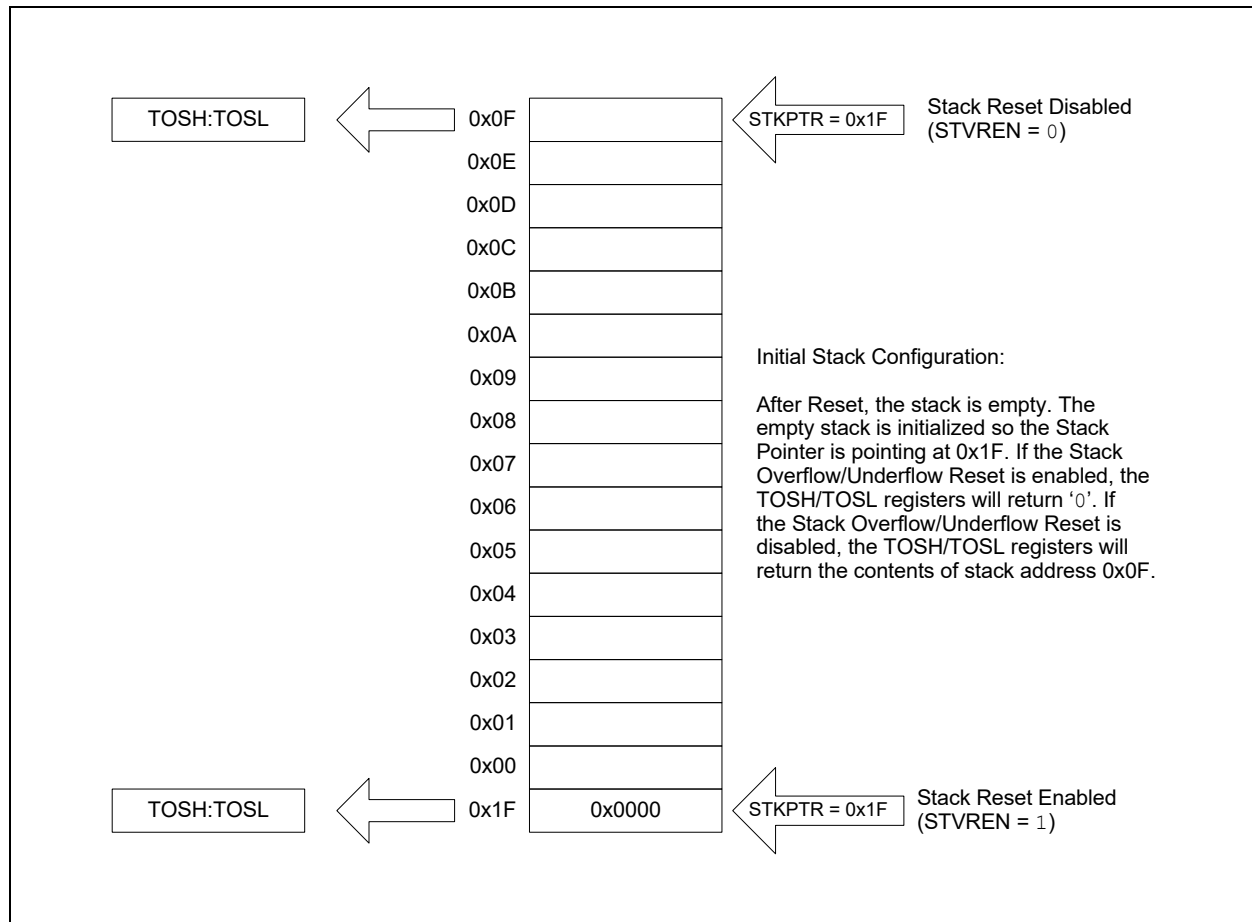 TOSH:TOSL
0x0F
STKPTR = 0x1F
Stack Reset Disabled
(STVREN = 0)
0x0E
0x0D
0x0C
0x0B
0x0A
0x09
0x08
0x07
0x06
0x05
0x04
0x03
0x02
0x01
0x00
Initial Stack Configuration:
After Reset, the stack is empty. The
empty stack is initialized so the Stack
Pointer is pointing at 0x1F. If the Stack
Overflow/Underflow Reset is enabled, the
TOSH/TOSL registers will return ‘0’. If
the Stack Overflow/Underflow Reset is
disabled, the TOSH/TOSL registers will
return the contents of stack address 0x0F.
TOSH:TOSL
0x1F
0x0000
STKPTR = 0x1F
Stack Reset Enabled
(STVREN = 1)